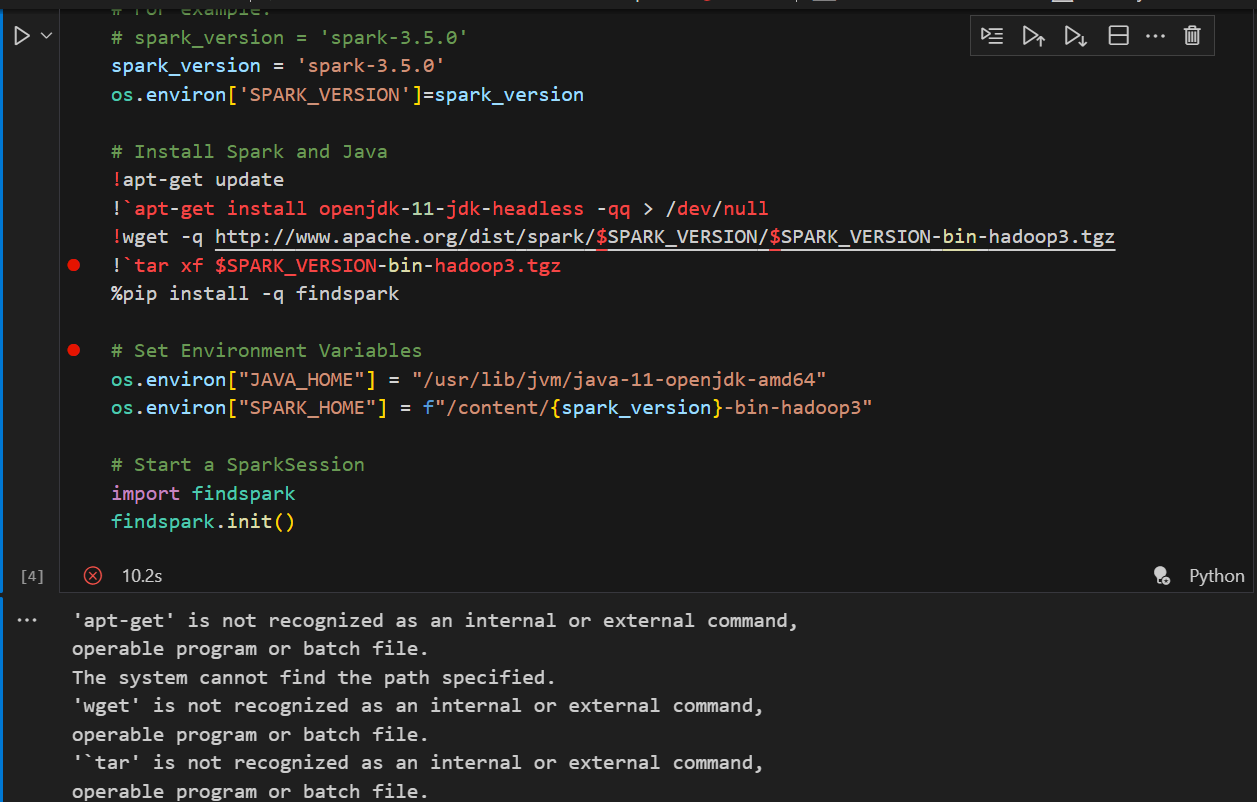 # For example:
# spark_version = 'spark-3.5.0'
spark_version = 'spark-3.5.0'
os.environ['SPARK_VERSION']=spark_version
# Install Spark and Java
!apt-get update
!`apt-get install openjdk-11-jdk-headless -qq > /dev/null
!wget -q http://www.apache.org/dist/spark/$SPARK_VERSION/$SPARK_VERSION-bin-hadoop3.tgz
!`tar xf $SPARK_VERSION-bin-hadoop3.tgz
%pip install -q findspark
# Set Environment Variables
os.environ["JAVA_HOME"] = "/usr/lib/jvm/java-11-openjdk-amd64"
os.environ["SPARK_HOME"] = f"/content/{spark_version}-bin-hadoop3"
# Start a SparkSession
import findspark
findspark.init()
[4] 10.2s Python
... 'apt-get' is not recognized as an internal or external command,
operable program or batch file.
The system cannot find the path specified.
'wget' is not recognized as an internal or external command,
operable program or batch file.
'`tar' is not recognized as an internal or external command,
operable program or batch file.